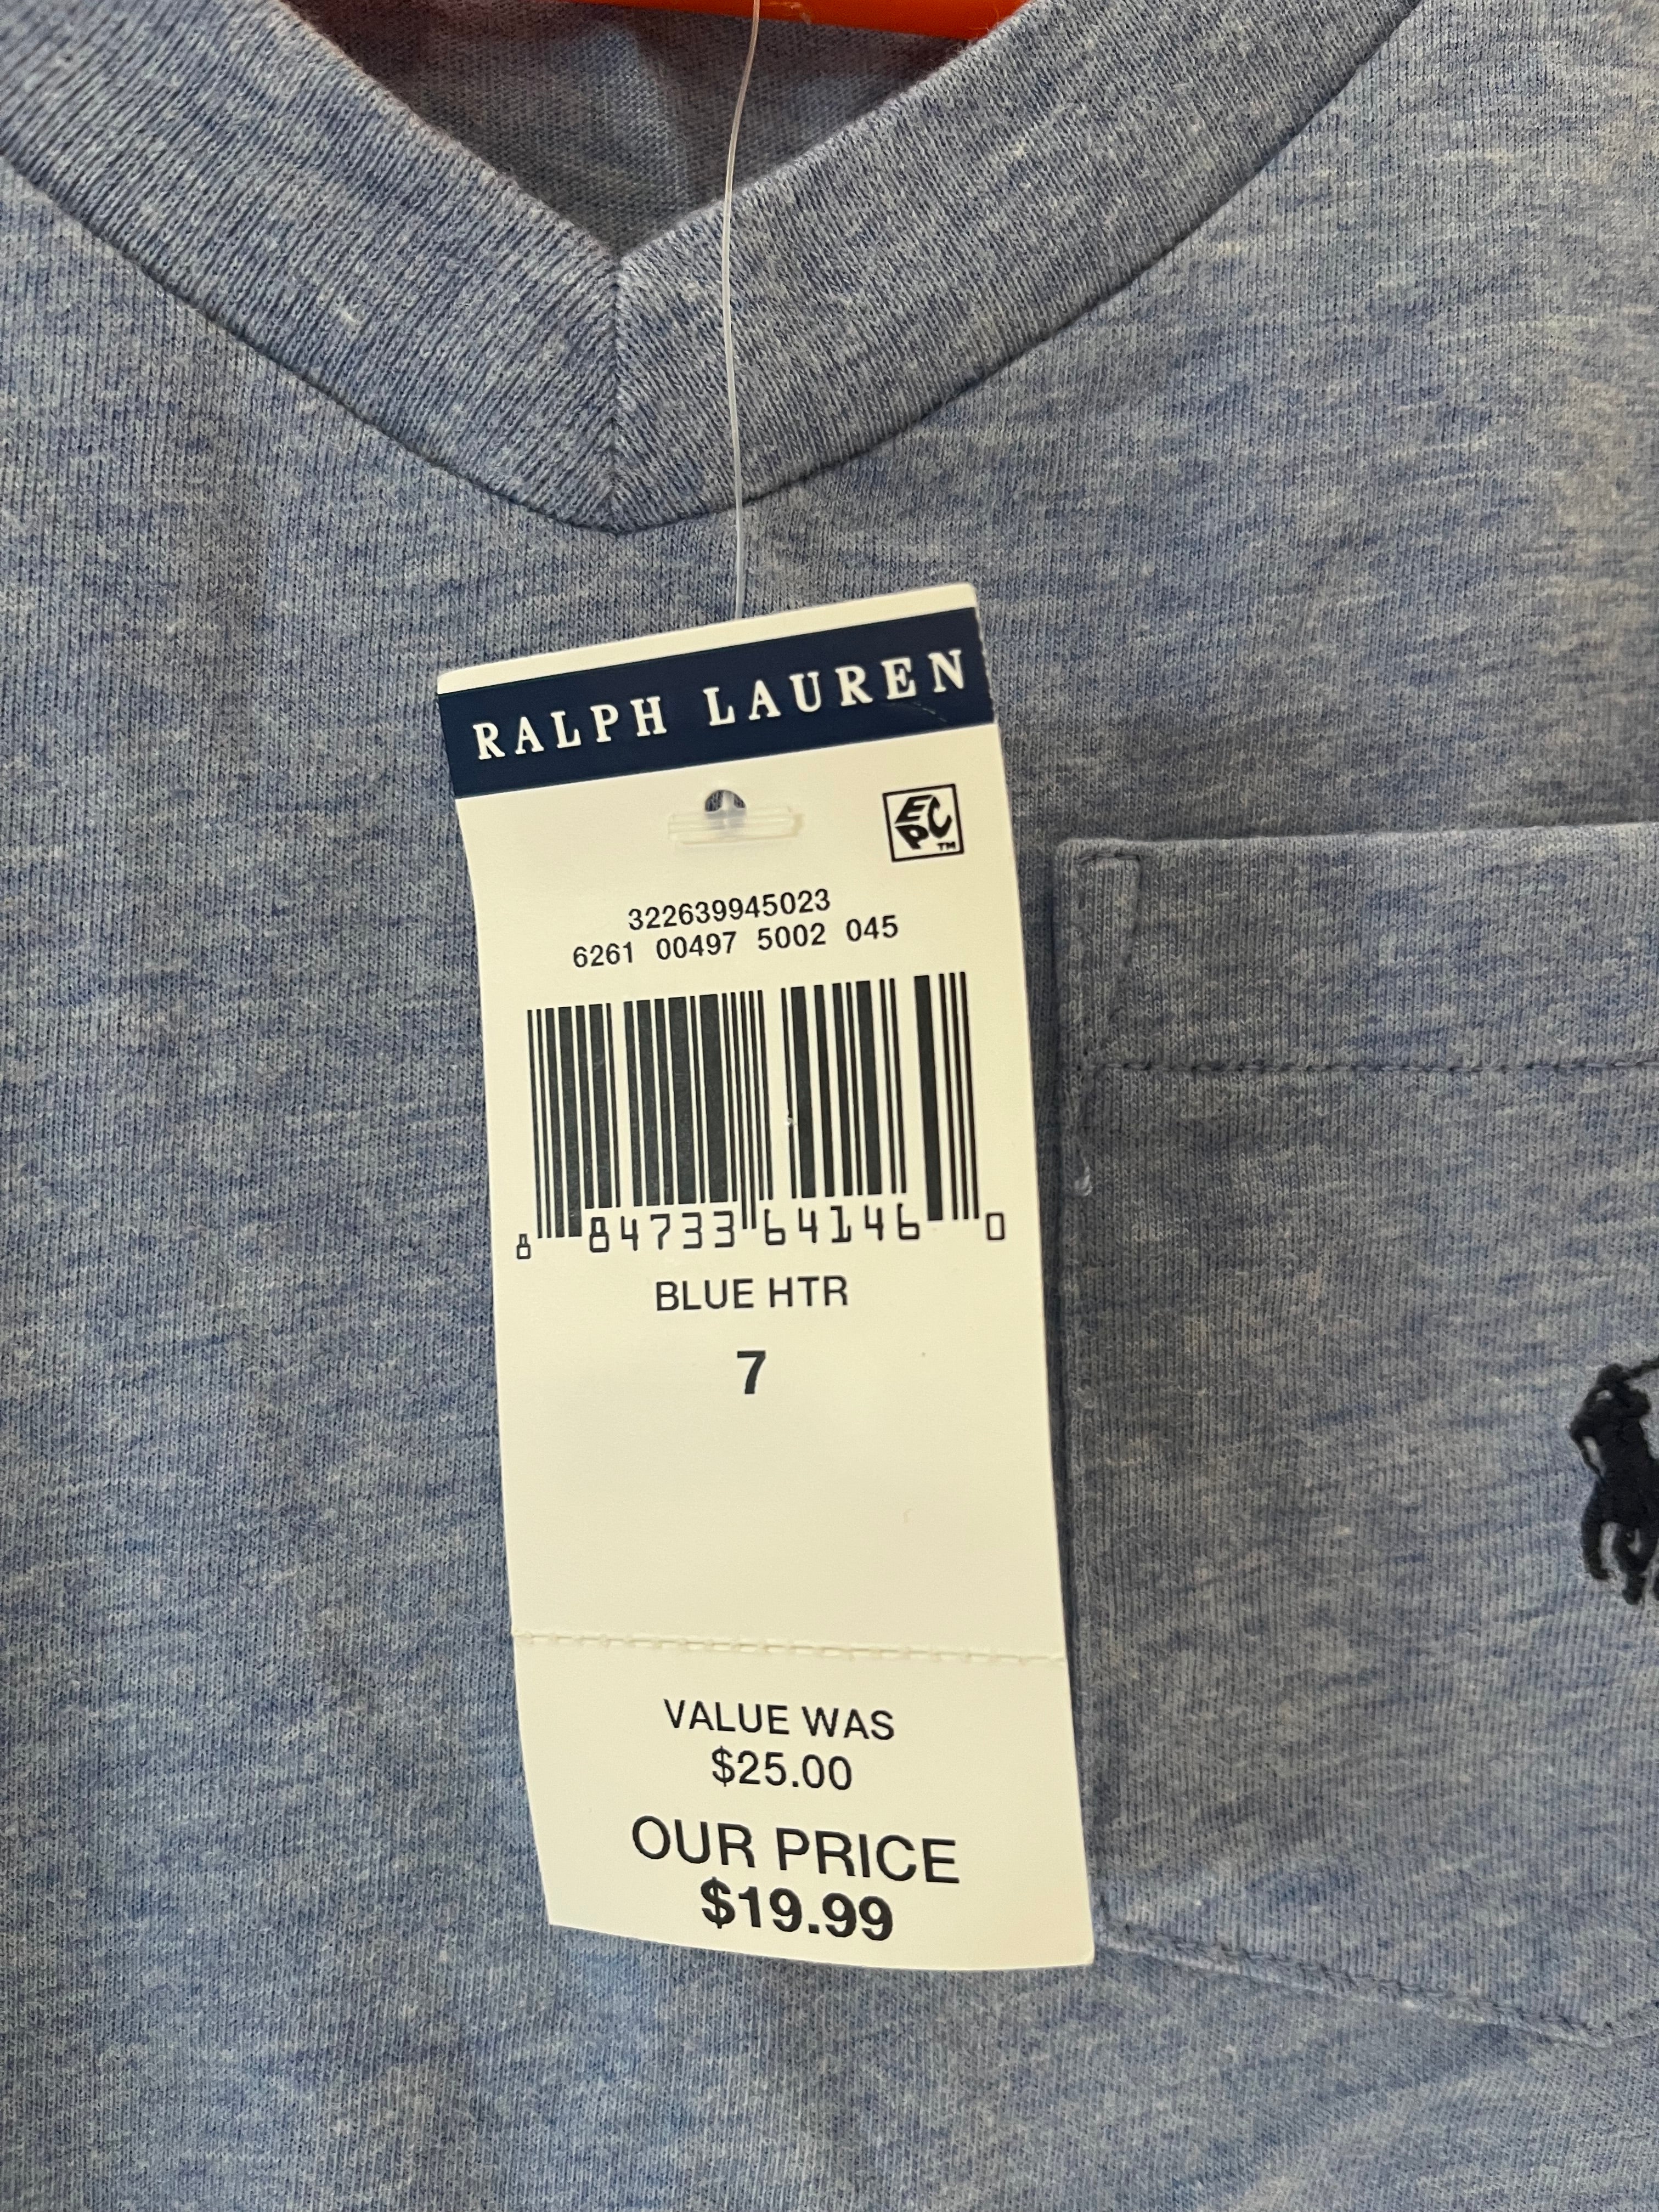 RALPH LAUREN
EPC™
322639945023
6261 00497 5002 045
8 84733 64146 0
BLUE HTR
7
VALUE WAS
$25.00
OUR PRICE
$19.99